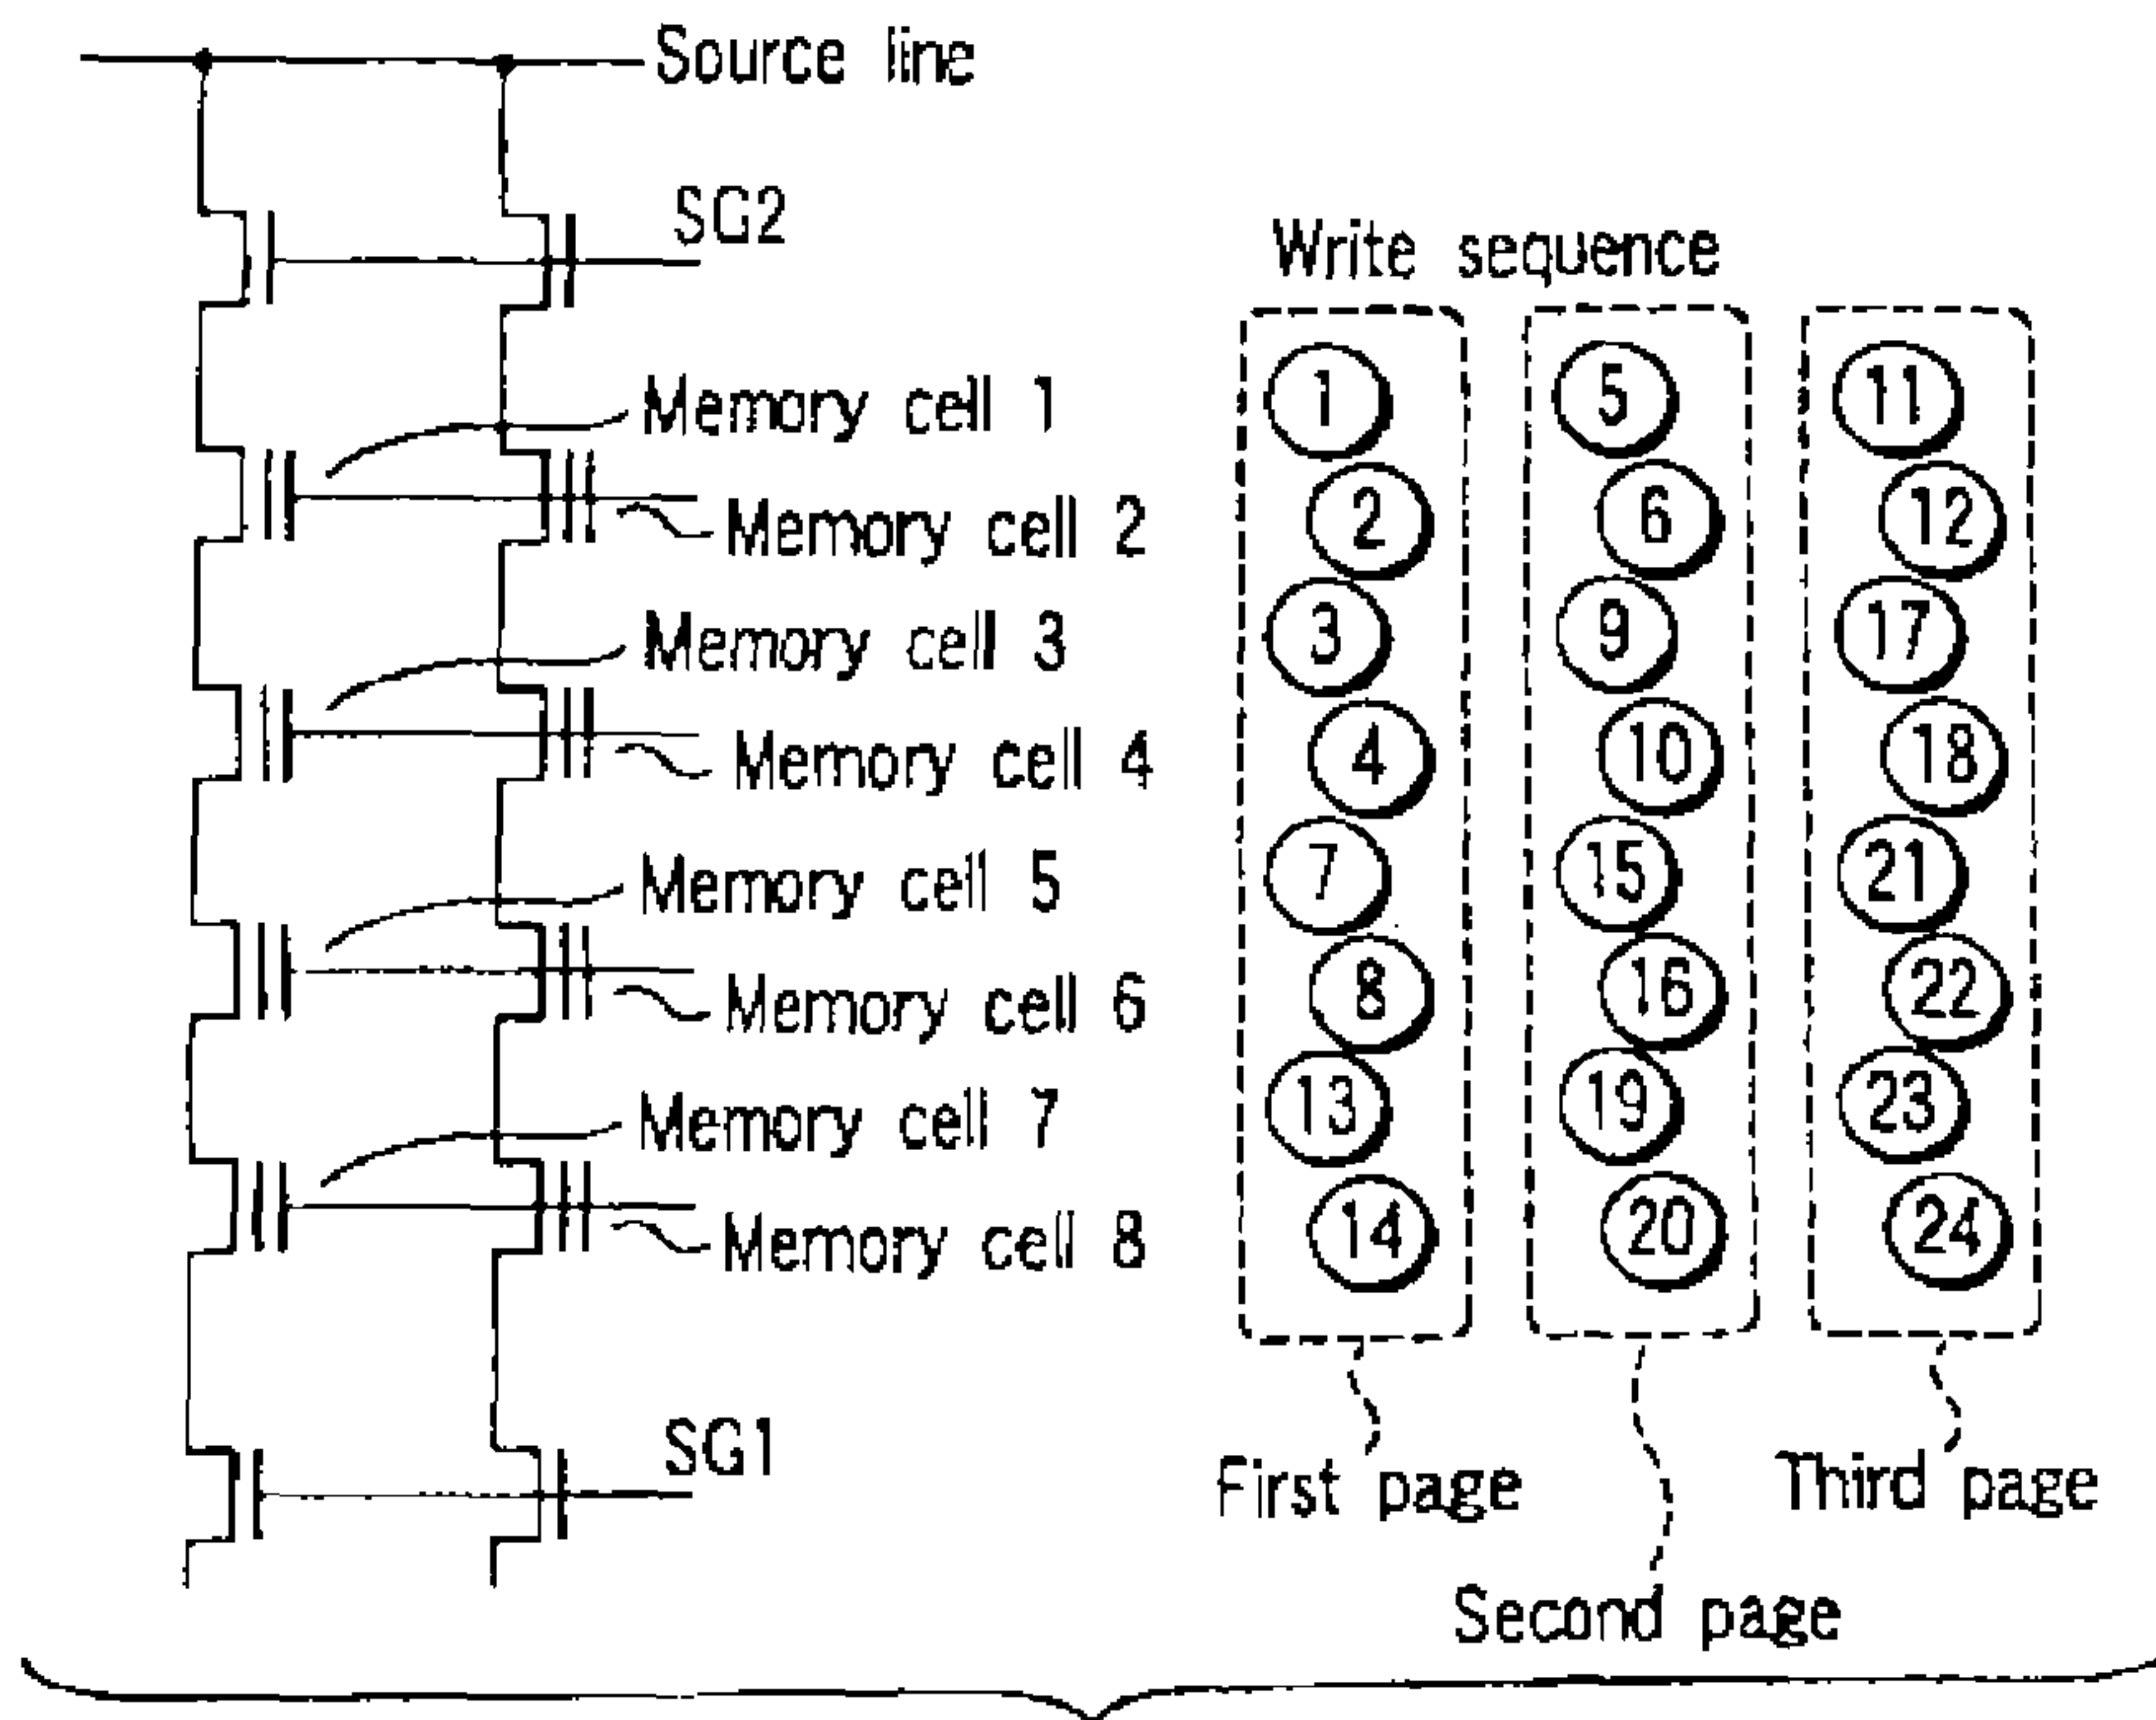 Source line
SG2
Write sequence
Memory cell 1
1 5 11
Memory cell 2
2 6 12
Memory cell 3
3 9 17
Memory cell 4
4 10 18
Memory cell 5
7 15 21
Memory cell 6
8 16 22
Memory cell 7
13 19 23
Memory cell 8
14 20 24
SG1
First page
Third page
Second page